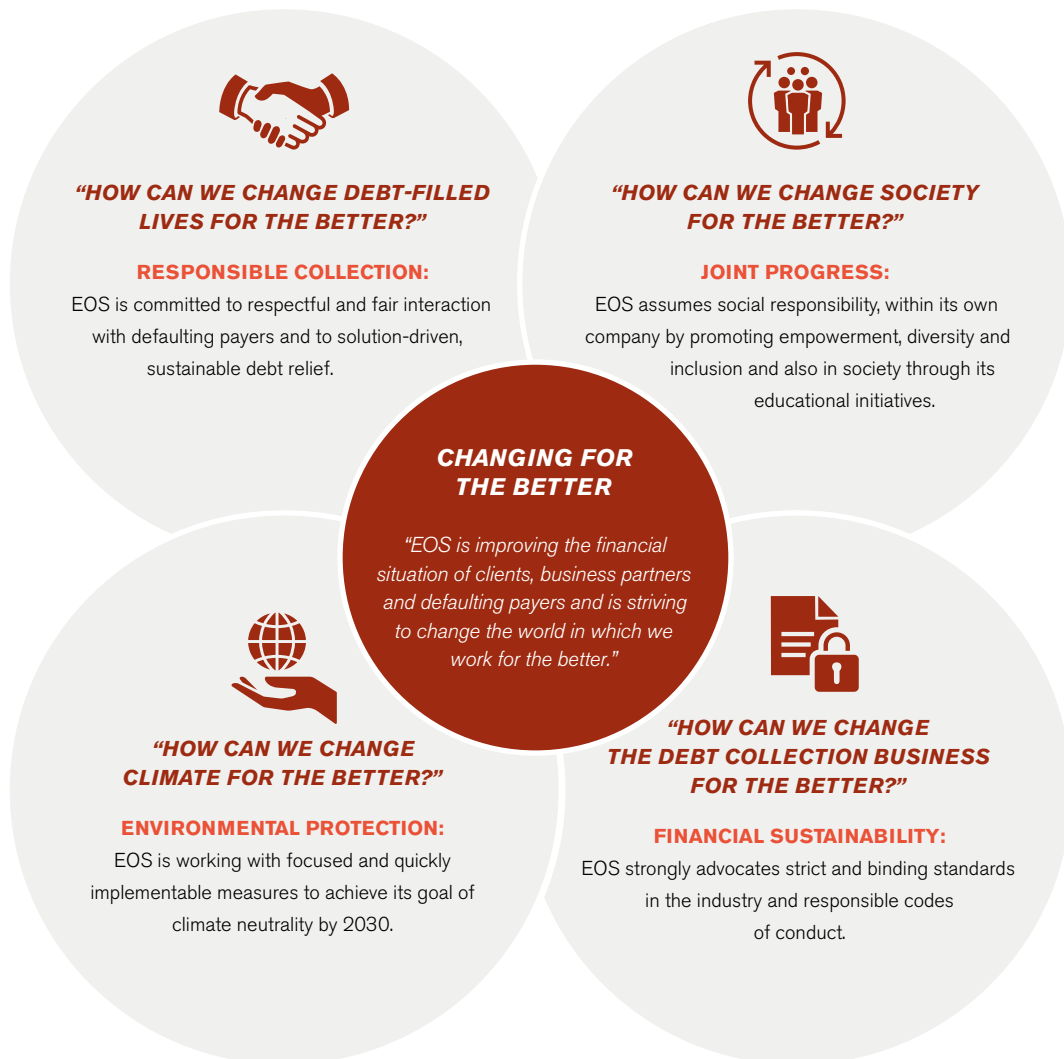 “HOW CAN WE CHANGE DEBT-FILLED
LIVES FOR THE BETTER?”
RESPONSIBLE COLLECTION:
EOS is committed to respectful and fair interaction
with defaulting payers and to solution-driven,
sustainable debt relief.
“HOW CAN WE CHANGE SOCIETY
FOR THE BETTER?”
JOINT PROGRESS:
EOS assumes social responsibility, within its own
company by promoting empowerment, diversity and
inclusion and also in society through its
educational initiatives.
CHANGING FOR
THE BETTER
“EOS is improving the financial
situation of clients, business partners
and defaulting payers and is striving
to change the world in which we
work for the better.”
“HOW CAN WE CHANGE
CLIMATE FOR THE BETTER?”
ENVIRONMENTAL PROTECTION:
EOS is working with focused and quickly
implementable measures to achieve its goal of
climate neutrality by 2030.
“HOW CAN WE CHANGE
THE DEBT COLLECTION BUSINESS
FOR THE BETTER?”
FINANCIAL SUSTAINABILITY:
EOS strongly advocates strict and binding standards
in the industry and responsible codes
of conduct.